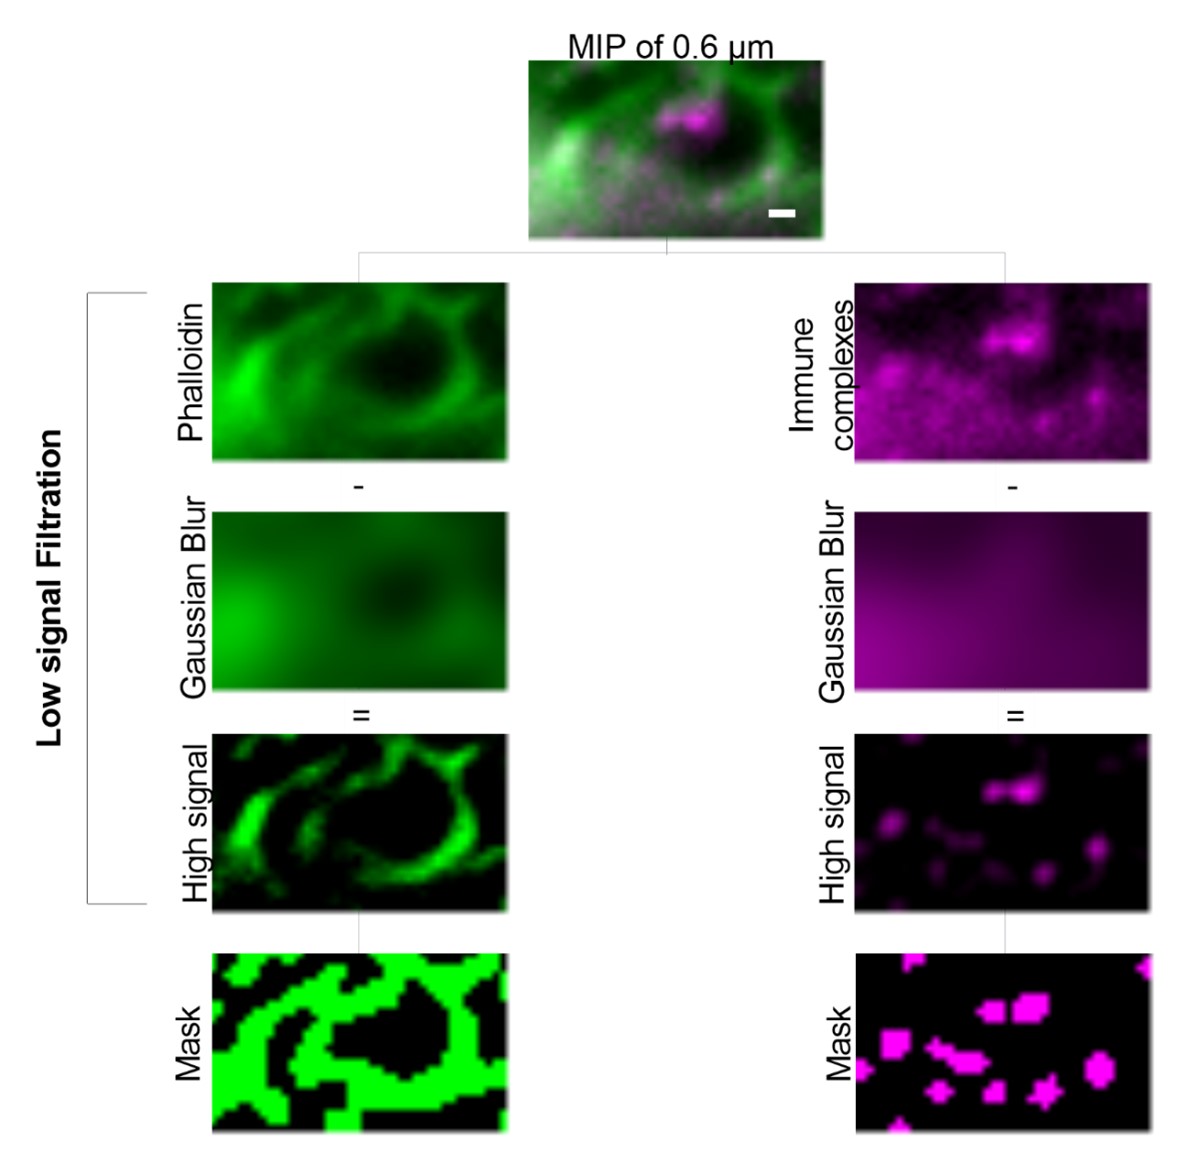 MIP of 0.6 µm
Low signal Filtration
Phalloidin
Immune
complexes
-
-
Gaussian Blur
Gaussian Blur
=
=
High signal
High signal
Mask
Mask